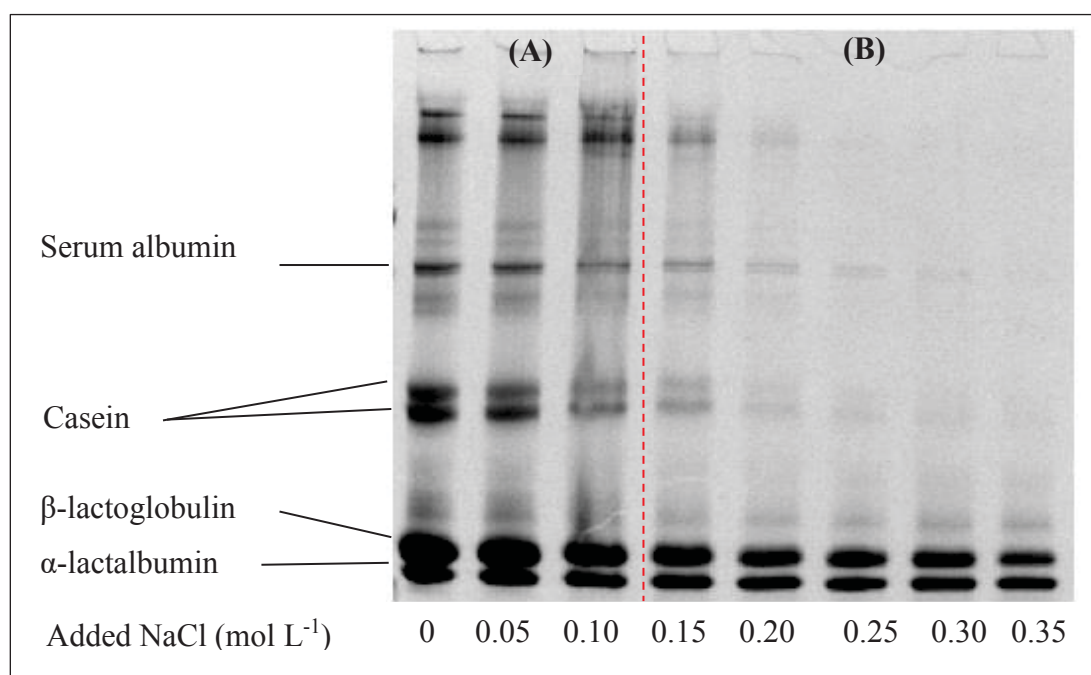 (A) (B)
Serum albumin
Casein
β-lactoglobulin
α-lactalbumin
Added NaCl (mol L⁻¹) 0 0.05 0.10 0.15 0.20 0.25 0.30 0.35